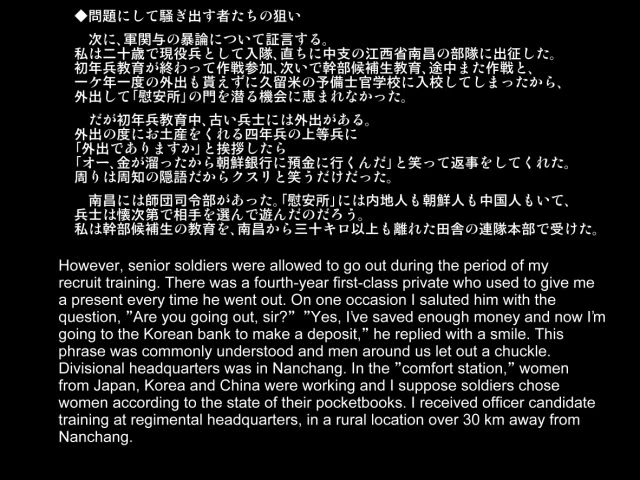 ◆問題にして騒ぎ出す者たちの狙い
次に、軍関与の暴論について証言する。
私は二十歳で現役兵として入隊、直ちに中支の江西省南昌の部隊に出征した。
初年兵教育が終わって作戦参加、次いで幹部候補生教育、途中また作戦と、
一ケ年一度の外出も貰えずに久留米の予備士官学校に入校してしまったから、
外出して「慰安所」の門を潜る機会に恵まれなかった。
だが初年兵教育中、古い兵士には外出がある。
外出の度にお土産をくれる四年兵の上等兵に
「外出でありますか」と挨拶したら
「オー、金が溜ったから朝鮮銀行に預金に行くんだ」と笑って返事をしてくれた。
周りは周知の隠語だからクスリと笑うだけだった。
南昌には師団司令部があった。「慰安所」には内地人も朝鮮人も中国人もいて、
兵士は懐次第で相手を選んで遊んだのだろう。
私は幹部候補生の教育を、南昌から三十キロ以上も離れた田舎の連隊本部で受けた。
However, senior soldiers were allowed to go out during the period of my
recruit training. There was a fourth-year first-class private who used to give me
a present every time he went out. On one occasion I saluted him with the
question, ”Are you going out, sir?” ”Yes, I've saved enough money and now I'm
going to the Korean bank to make a deposit,” he replied with a smile. This
phrase was commonly understood and men around us let out a chuckle.
Divisional headquarters was in Nanchang. In the ”comfort station,” women
from Japan, Korea and China were working and I suppose soldiers chose
women according to the state of their pocketbooks. I received officer candidate
training at regimental headquarters, in a rural location over 30 km away from
Nanchang.